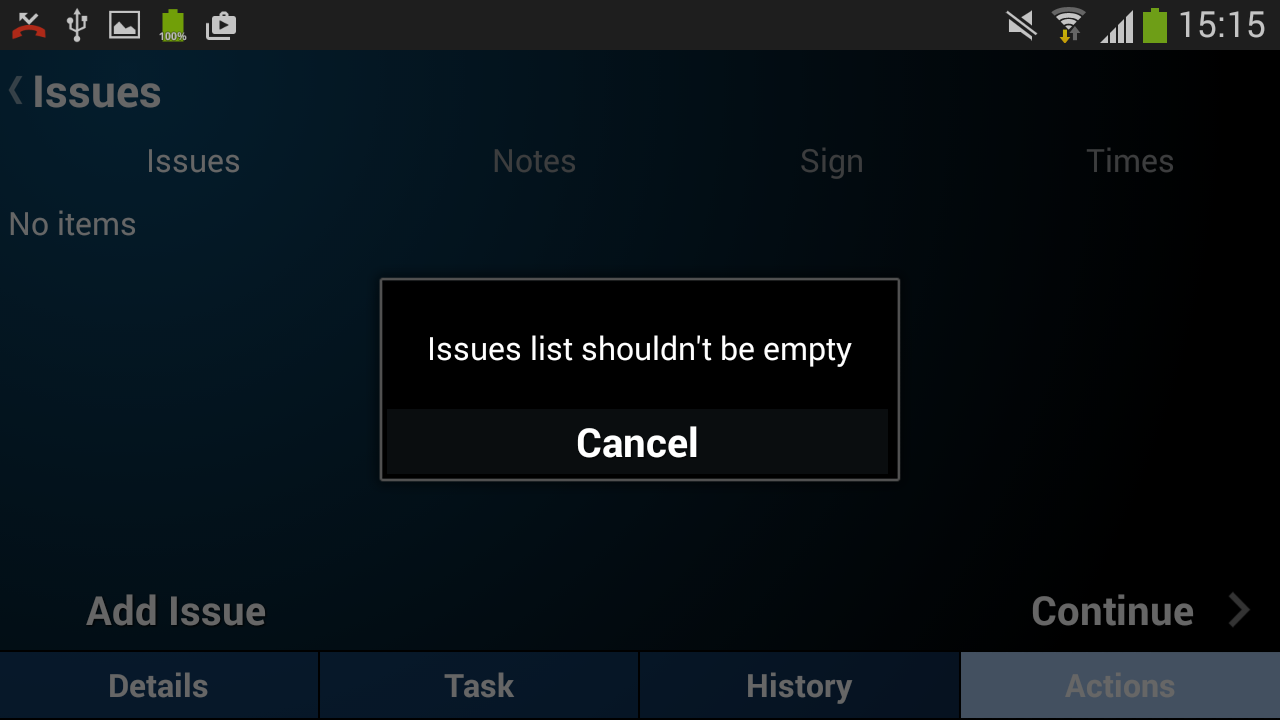 100%
15:15
Issues
Issues Notes Sign Times
No items
Issues list shouldn't be empty
Cancel
Add Issue Continue
Details Task History Actions